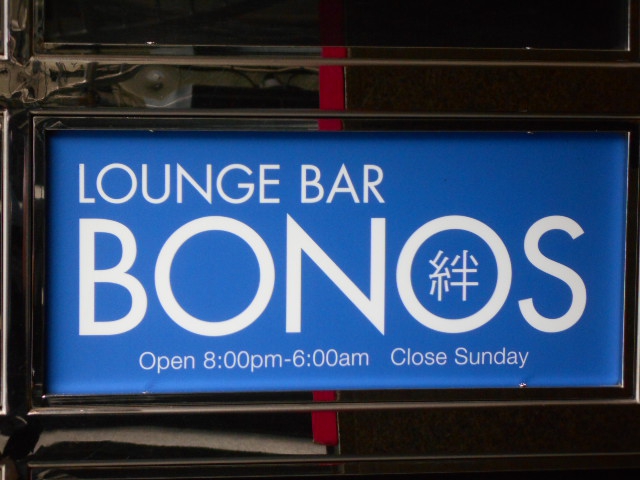 LOUNGE BAR
BONOS
絆
Open 8:00pm-6:00am Close Sunday